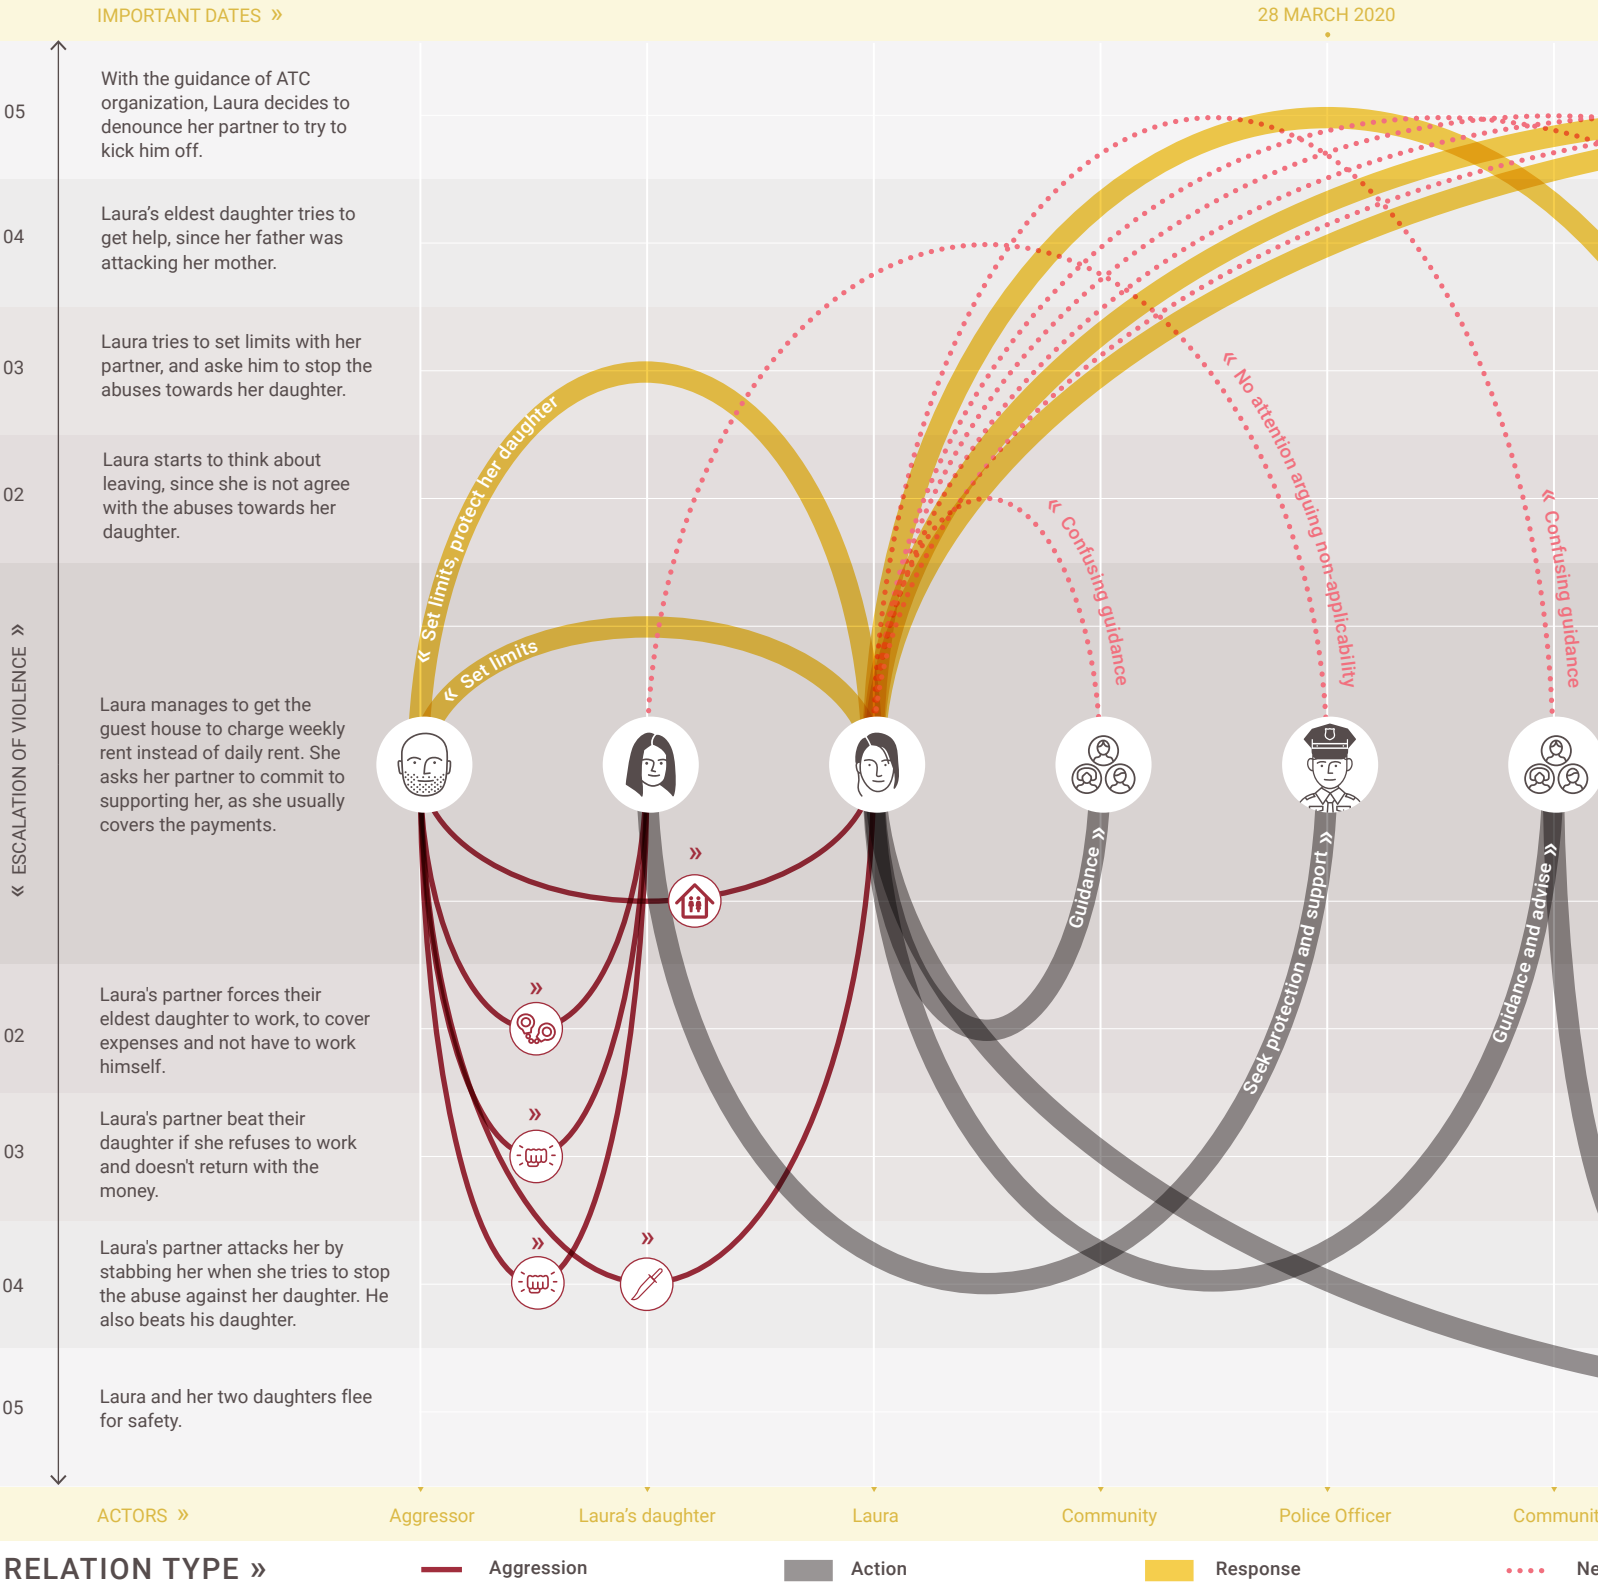 IMPORTANT DATES »
28 MARCH 2020
05
With the guidance of ATC
organization, Laura decides to
denounce her partner to try to
kick him off.
04
Laura's eldest daughter tries to
get help, since her father was
attacking her mother.
03
Laura tries to set limits with her
partner, and aske him to stop the
abuses towards her daughter.
02
Laura starts to think about
leaving, since she is not agree
with the abuses towards her
daughter.
« ESCALATION OF VIOLENCE »
Laura manages to get the
guest house to charge weekly
rent instead of daily rent. She
asks her partner to commit to
supporting her, as she usually
covers the payments.
02
Laura's partner forces their
eldest daughter to work, to cover
expenses and not have to work
himself.
03
Laura's partner beat their
daughter if she refuses to work
and doesn't return with the
money.
04
Laura's partner attacks her by
stabbing her when she tries to stop
the abuse against her daughter. He
also beats his daughter.
05
Laura and her two daughters flee
for safety.
« Set limits, protect her daughter
« Set limits
« Confusing guidance
« No attention arguing non-applicability
« Confusing guidance
»
»
»
»
»
Guidance »
Seek protection and support »
Guidance and advise »
ACTORS »
Aggressor
Laura's daughter
Laura
Community
Police Officer
Communit
RELATION TYPE »
Aggression
Action
Response
Ne